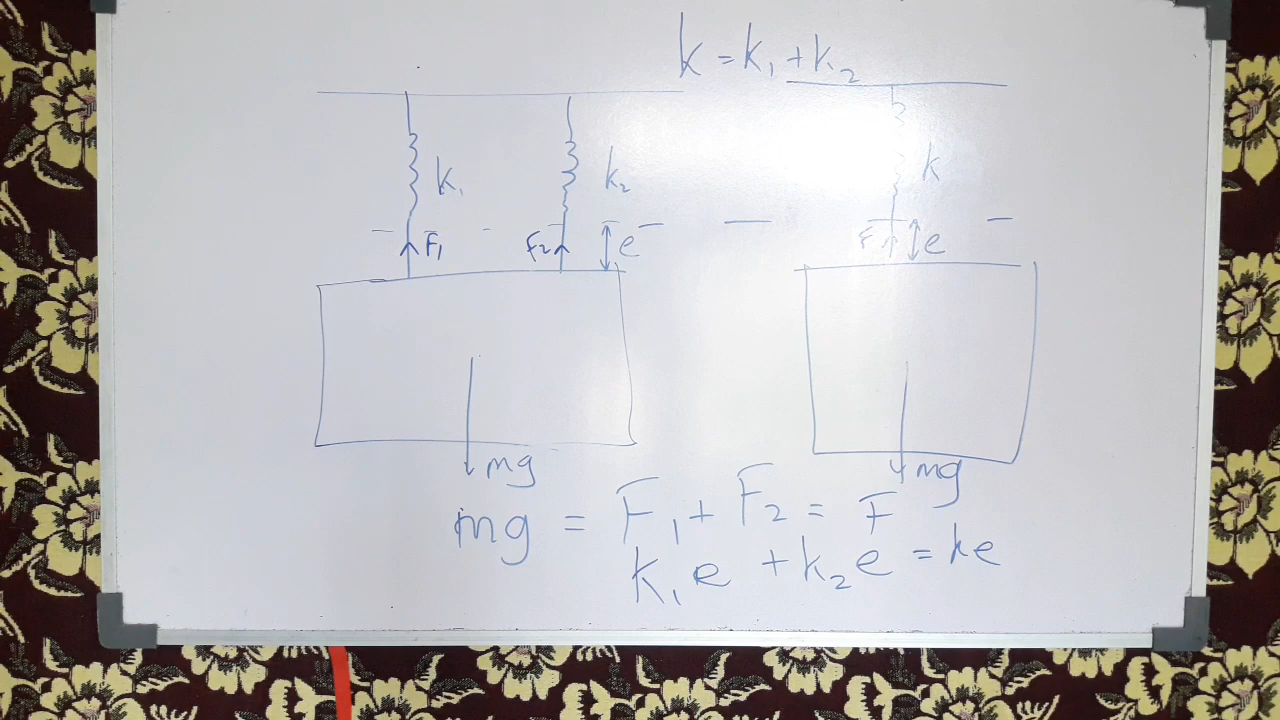 k = k₁ + k₂
k₁
k₂
k
F₁
F₂
e
F
e
mg
mg
mg = F₁ + F₂ = F
k₁e + k₂e = ke